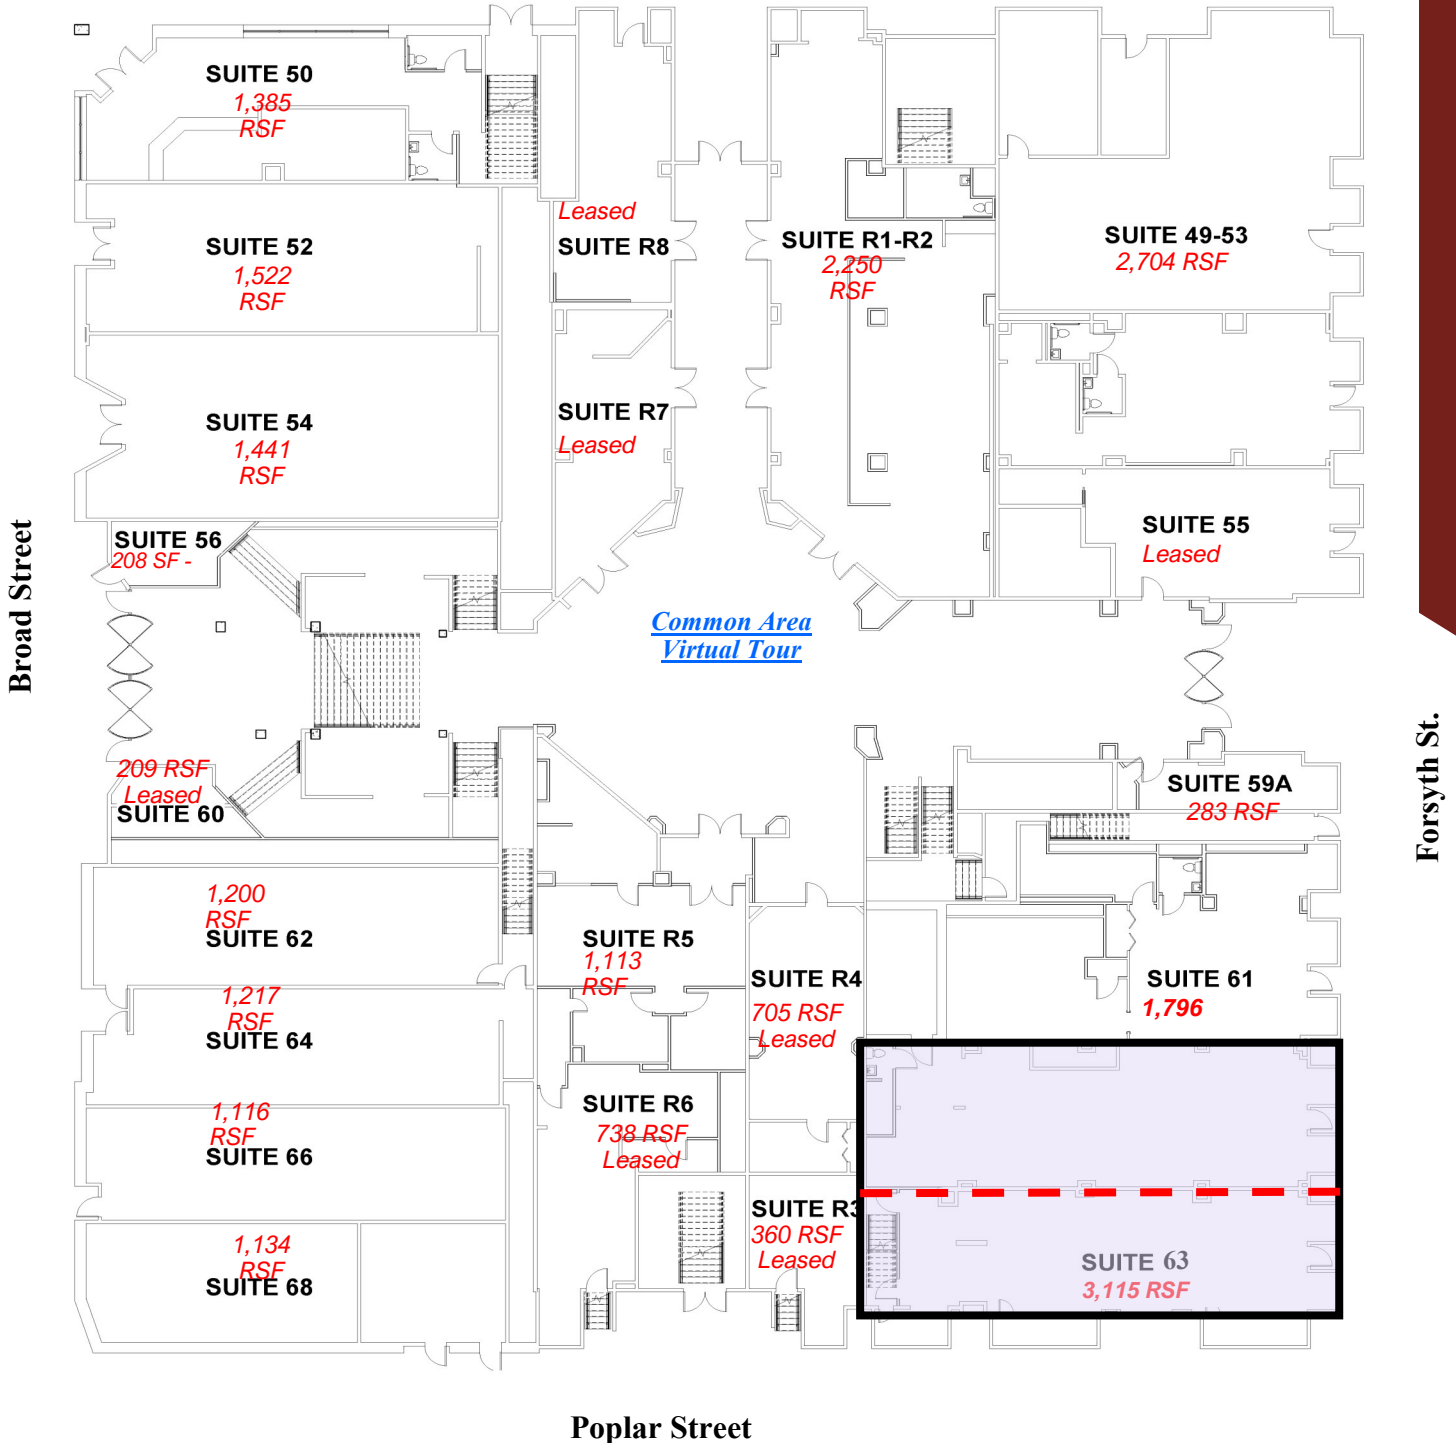 SUITE 50
1,385
RSF
SUITE 52
1,522
RSF
SUITE 54
1,441
RSF
SUITE 56
208 SF -
Leased
SUITE R8
SUITE R7
Leased
SUITE R1-R2
2,250
RSF
SUITE 49-53
2,704 RSF
SUITE 55
Leased
Broad Street
Common Area
Virtual Tour
Forsyth St.
209 RSF
Leased
SUITE 60
SUITE 59A
283 RSF
1,200
RSF
SUITE 62
1,217
RSF
SUITE 64
1,116
RSF
SUITE 66
1,134
RSF
SUITE 68
SUITE R5
1,113
RSF
SUITE R4
705 RSF
Leased
SUITE R6
738 RSF
Leased
SUITE R3
360 RSF
Leased
SUITE 61
1,796
SUITE 63
3,115 RSF
Poplar Street